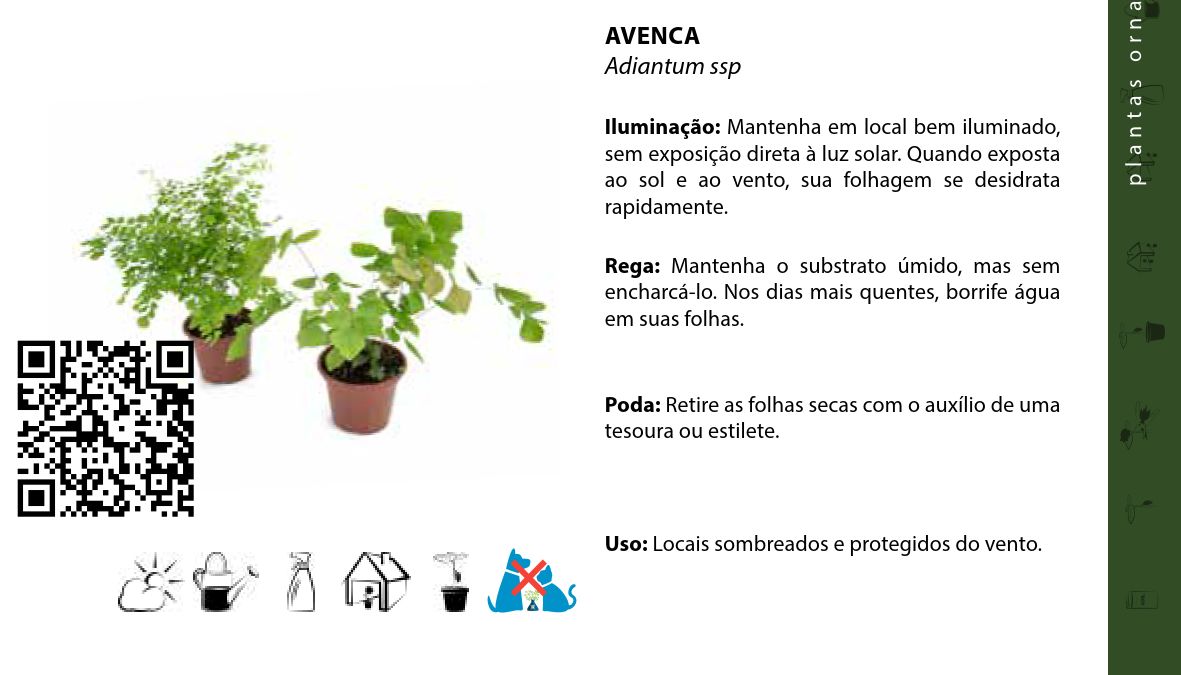 AVENCA
Adiantum ssp
Iluminação: Mantenha em local bem iluminado,
sem exposição direta à luz solar. Quando exposta
ao sol e ao vento, sua folhagem se desidrata
rapidamente.
Rega: Mantenha o substrato úmido, mas sem
encharcá-lo. Nos dias mais quentes, borrife água
em suas folhas.
Poda: Retire as folhas secas com o auxílio de uma
tesoura ou estilete.
Uso: Locais sombreados e protegidos do vento.
plantas orna